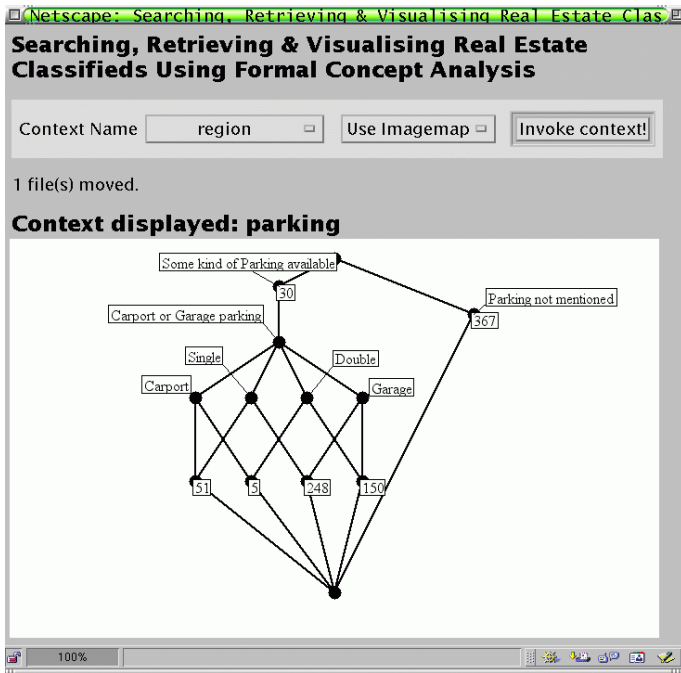 Netscape: Searching, Retrieving & Visualising Real Estate Clas
Searching, Retrieving & Visualising Real Estate
Classifieds Using Formal Concept Analysis
Context Name region Use Imagemap Invoke context!
1 file(s) moved.
Context displayed: parking
Some kind of Parking available
30
Parking not mentioned
367
Carport or Garage parking
Single
Double
Carport
Garage
51 5 248 150
100%